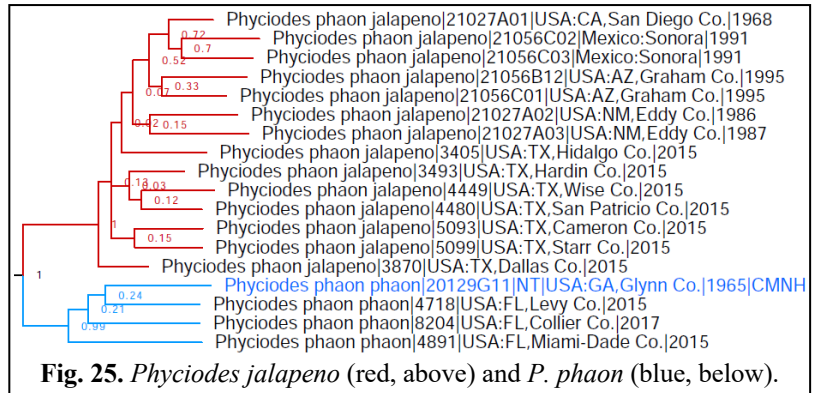 Phyciodes phaon jalapeno|21027A01|USA:CA,San Diego Co.|1968
0.72
Phyciodes phaon jalapeno|21056C02|Mexico:Sonora|1991
0.7
Phyciodes phaon jalapeno|21056C03|Mexico:Sonora|1991
0.52
Phyciodes phaon jalapeno|21056B12|USA:AZ,Graham Co.|1995
0.33
0.07
Phyciodes phaon jalapeno|21056C01|USA:AZ,Graham Co.|1995
Phyciodes phaon jalapeno|21027A02|USA:NM,Eddy Co.|1986
0.02
0.15
Phyciodes phaon jalapeno|21027A03|USA:NM,Eddy Co.|1987
Phyciodes phaon jalapeno|3405|USA:TX,Hidalgo Co.|2015
Phyciodes phaon jalapeno|3493|USA:TX,Hardin Co.|2015
0.13
0.03
Phyciodes phaon jalapeno|4449|USA:TX,Wise Co.|2015
0.12
Phyciodes phaon jalapeno|4480|USA:TX,San Patricio Co.|2015
1
Phyciodes phaon jalapeno|5093|USA:TX,Cameron Co.|2015
0.15
Phyciodes phaon jalapeno|5099|USA:TX,Starr Co.|2015
Phyciodes phaon jalapeno|3870|USA:TX,Dallas Co.|2015
1
Phyciodes phaon phaon|20129G11|NT|USA:GA,Glynn Co.|1965|CMNH
0.24
Phyciodes phaon phaon|4718|USA:FL,Levy Co.|2015
0.21
Phyciodes phaon phaon|8204|USA:FL,Collier Co.|2017
0.99
Phyciodes phaon phaon|4891|USA:FL,Miami-Dade Co.|2015
Fig. 25. Phyciodes jalapeno (red, above) and P. phaon (blue, below).